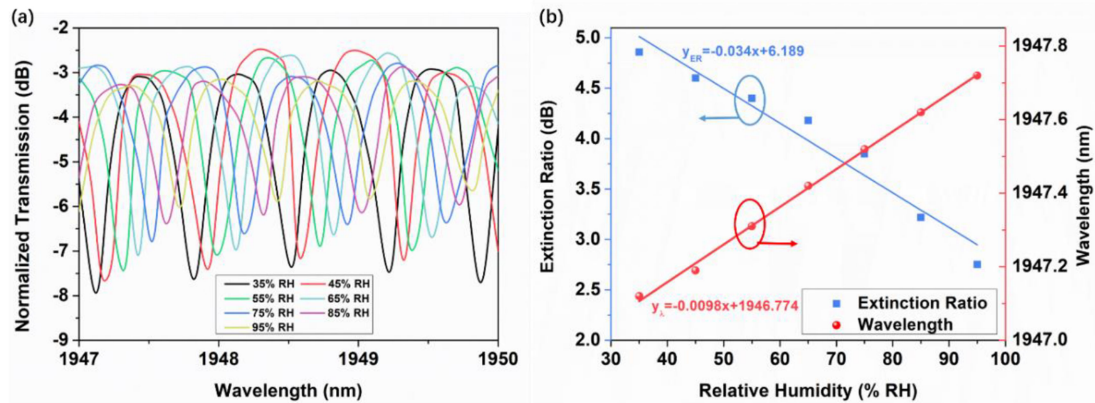 (a)
-2
-3
-4
-5
-6
-7
-8
-9
Normalized Transmission (dB)
35% RH
45% RH
55% RH
65% RH
75% RH
85% RH
95% RH
1947
1948
1949
1950
Wavelength (nm)
(b)
5.0
4.5
4.0
3.5
3.0
2.5
2.0
Extinction Ratio (dB)
y_ER=-0.034x+6.189
y_λ=-0.0098x+1946.774
Extinction Ratio
Wavelength
1947.8
1947.6
1947.4
1947.2
1947.0
Wavelength (nm)
30
40
50
60
70
80
90
100
Relative Humidity (% RH)